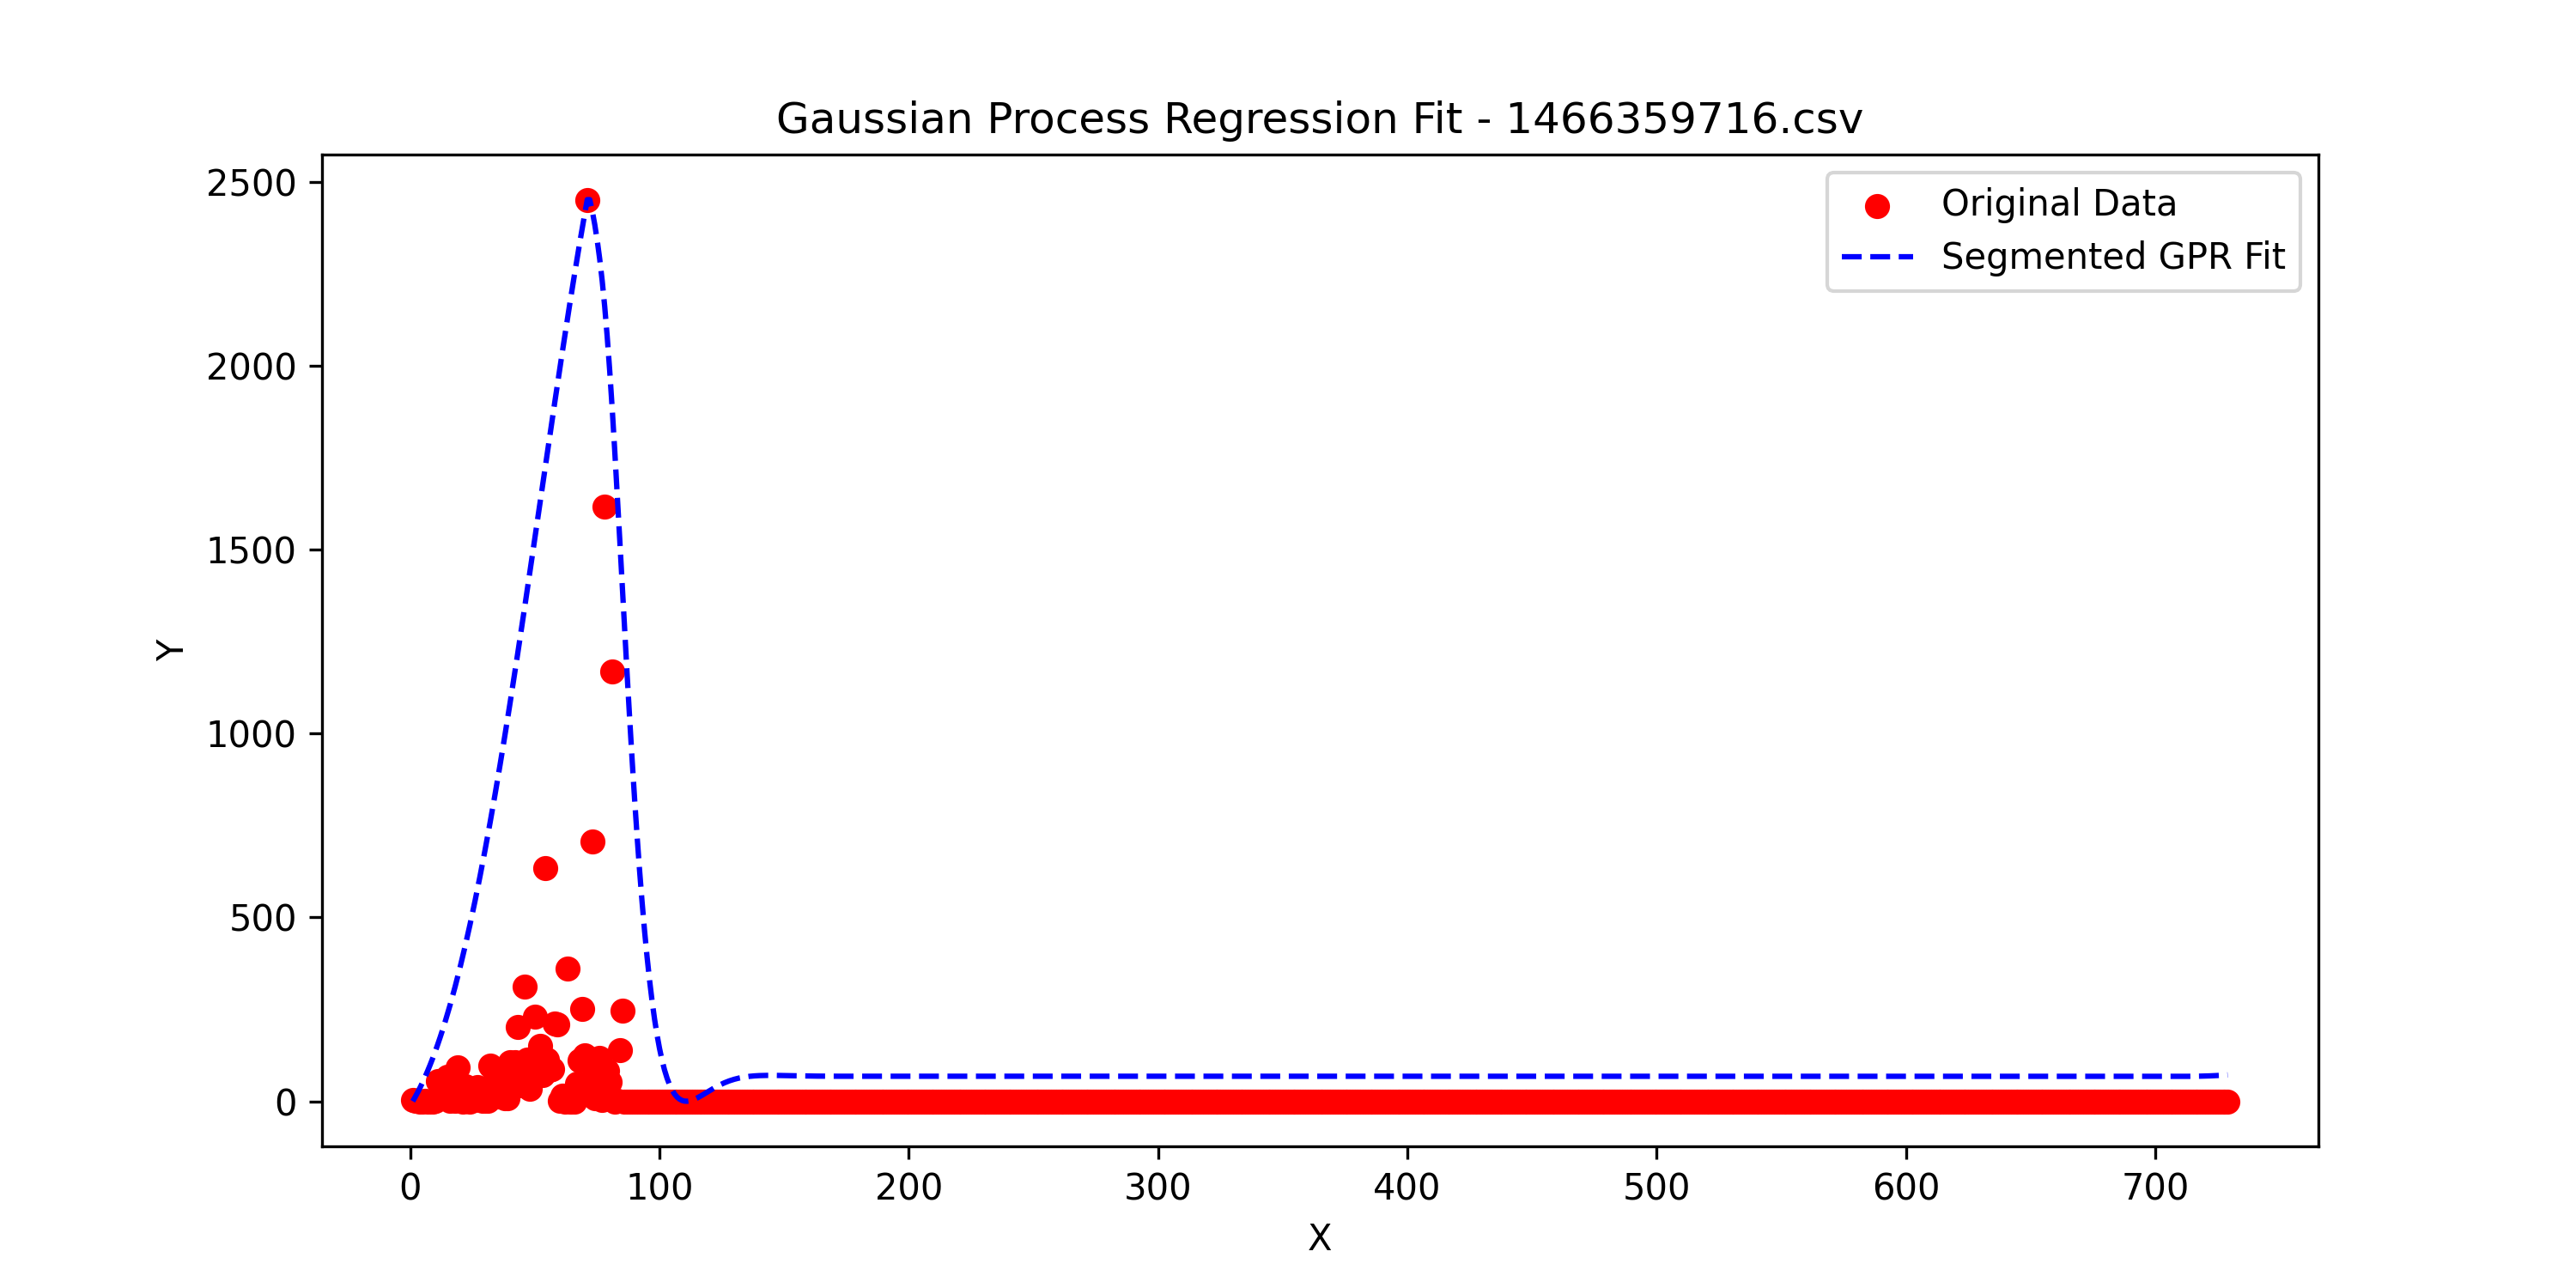 Gaussian Process Regression Fit - 1466359716.csv
Original Data
Segmented GPR Fit
2500
2000
1500
1000
500
0
Y
0 100 200 300 400 500 600 700
X